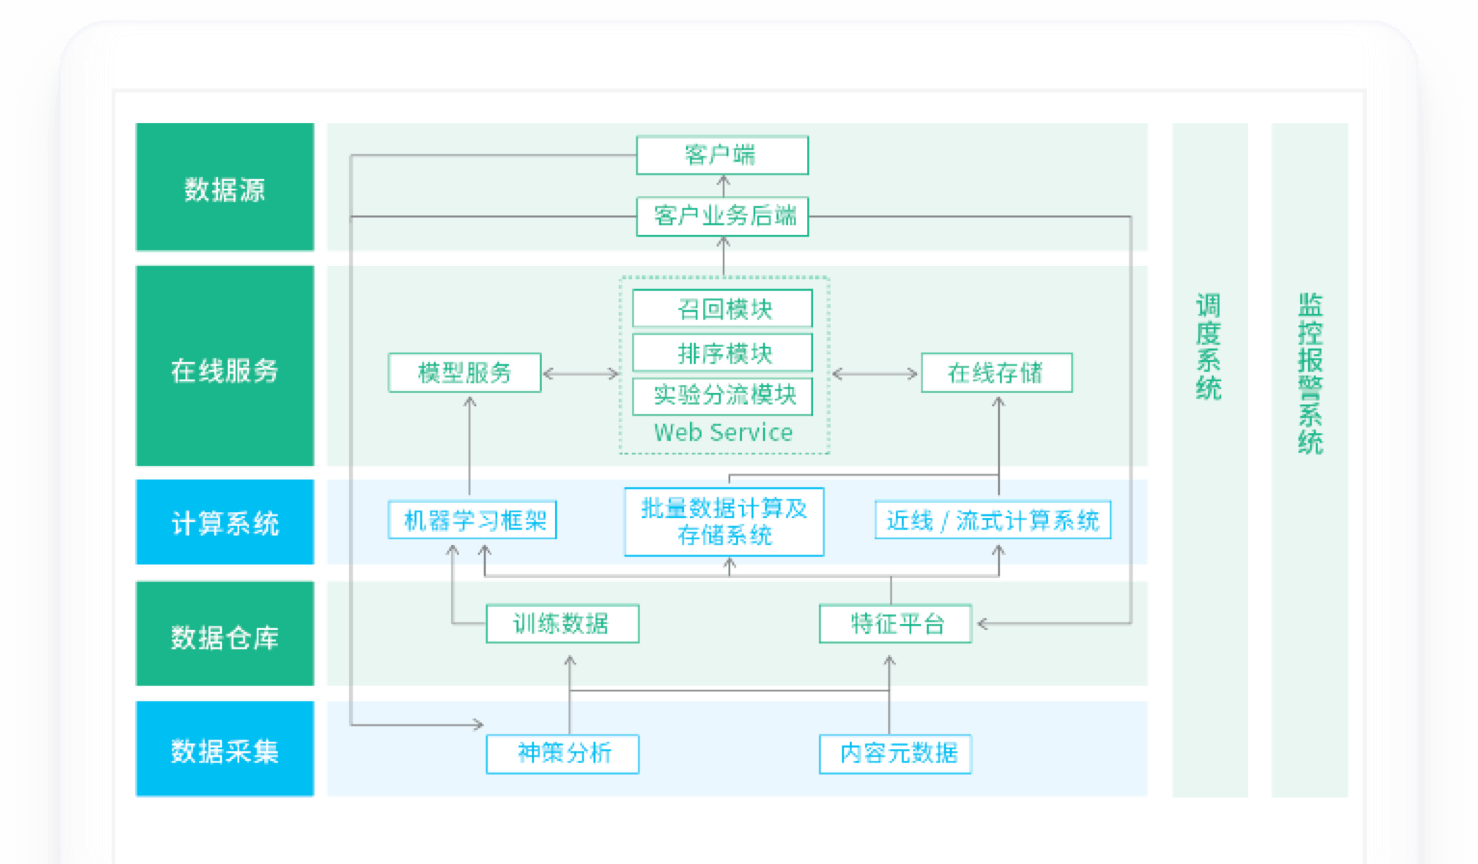 数据源
客户端
客户业务后端
在线服务
召回模块
排序模块
实验分流模块
Web Service
模型服务
在线存储
计算系统
机器学习框架
批量数据计算及
存储系统
近线 / 流式计算系统
数据仓库
训练数据
特征平台
数据采集
神策分析
内容元数据
调度系统
监控报警系统